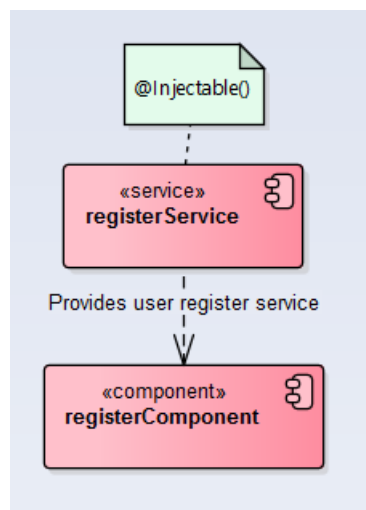 @Injectable()
«service»
registerService
Provides user register service
«component»
registerComponent